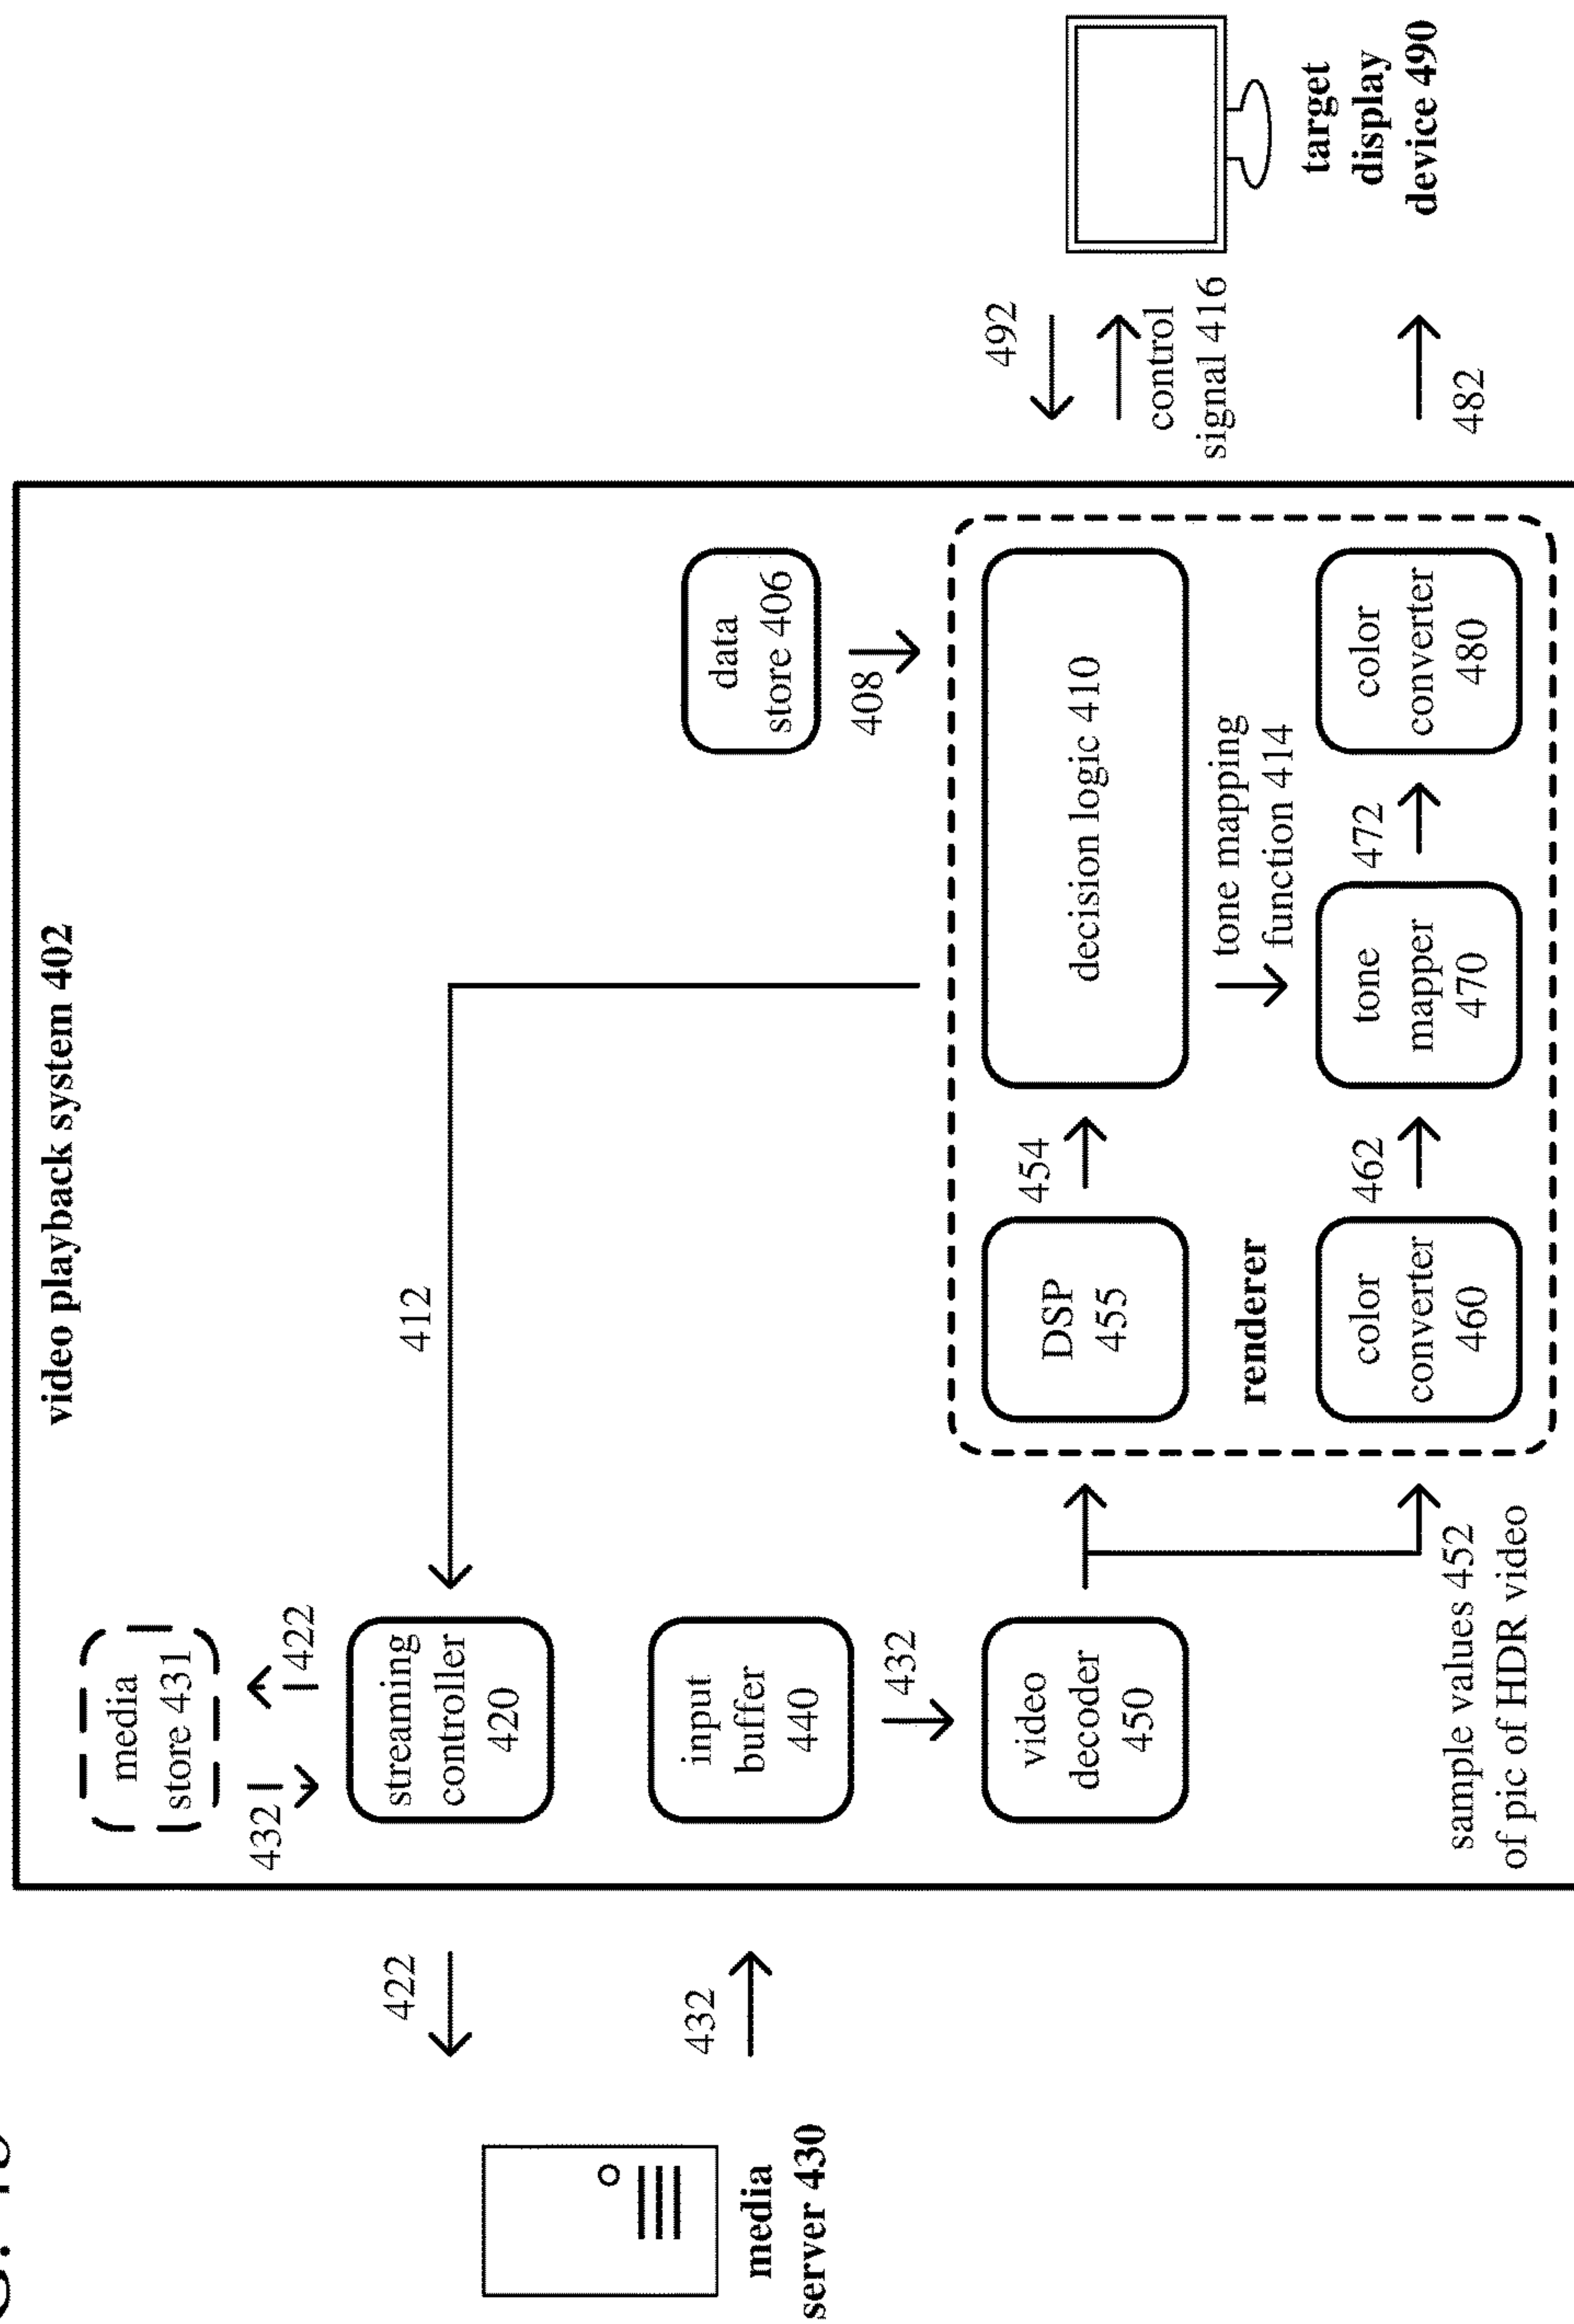 video playback system 402
media
store 431
432
422
streaming
controller
420
412
422
432
media
server 430
input
buffer
440
432
video
decoder
450
sample values 452
of pic of HDR video
data
store 406
408
DSP
455
454
decision logic 410
renderer
tone mapping
function 414
color
converter
460
462
tone
mapper
470
472
color
converter
480
492
control
signal 416
482
target
display
device 490